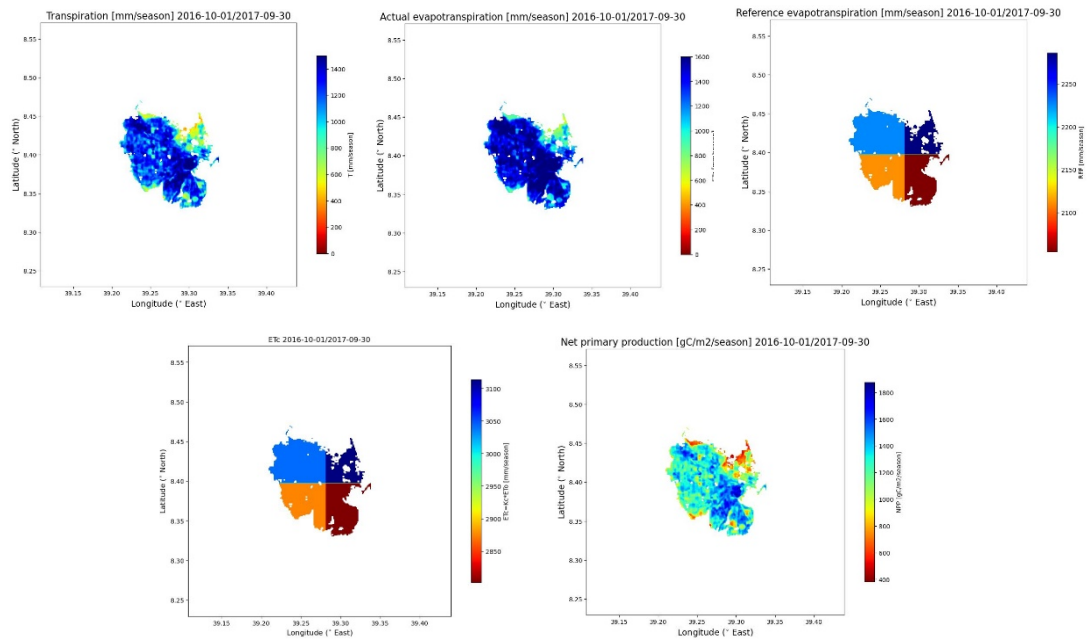 Transpiration [mm/season] 2016-10-01/2017-09-30
8.55
8.50
8.45
8.40
8.35
8.30
8.25
Latitude (° North)
39.15 39.20 39.25 39.30 39.35 39.40
Longitude (° East)
1400
1200
1000
800
600
400
200
0
T [mm/season]
Actual evapotranspiration [mm/season] 2016-10-01/2017-09-30
8.55
8.50
8.45
8.40
8.35
8.30
8.25
Latitude (° North)
39.15 39.20 39.25 39.30 39.35 39.40
Longitude (° East)
1600
1400
1200
1000
800
600
400
200
0
Reference evapotranspiration [mm/season] 2016-10-01/2017-09-30
8.55
8.50
8.45
8.40
8.35
8.30
8.25
Latitude (° North)
39.15 39.20 39.25 39.30 39.35 39.40
Longitude (° East)
2250
2200
2150
2100
[mm/season]
ETc 2016-10-01/2017-09-30
8.55
8.50
8.45
8.40
8.35
8.30
8.25
Latitude (° North)
39.15 39.20 39.25 39.30 39.35 39.40
Longitude (° East)
3100
3050
3000
2950
2900
2850
ETc=Kc*ETo [mm/season]
Net primary production [gC/m2/season] 2016-10-01/2017-09-30
8.55
8.50
8.45
8.40
8.35
8.30
8.25
Latitude (° North)
39.15 39.20 39.25 39.30 39.35 39.40
Longitude (° East)
1800
1600
1400
1200
1000
800
600
400
NPP [gC/m2/season]